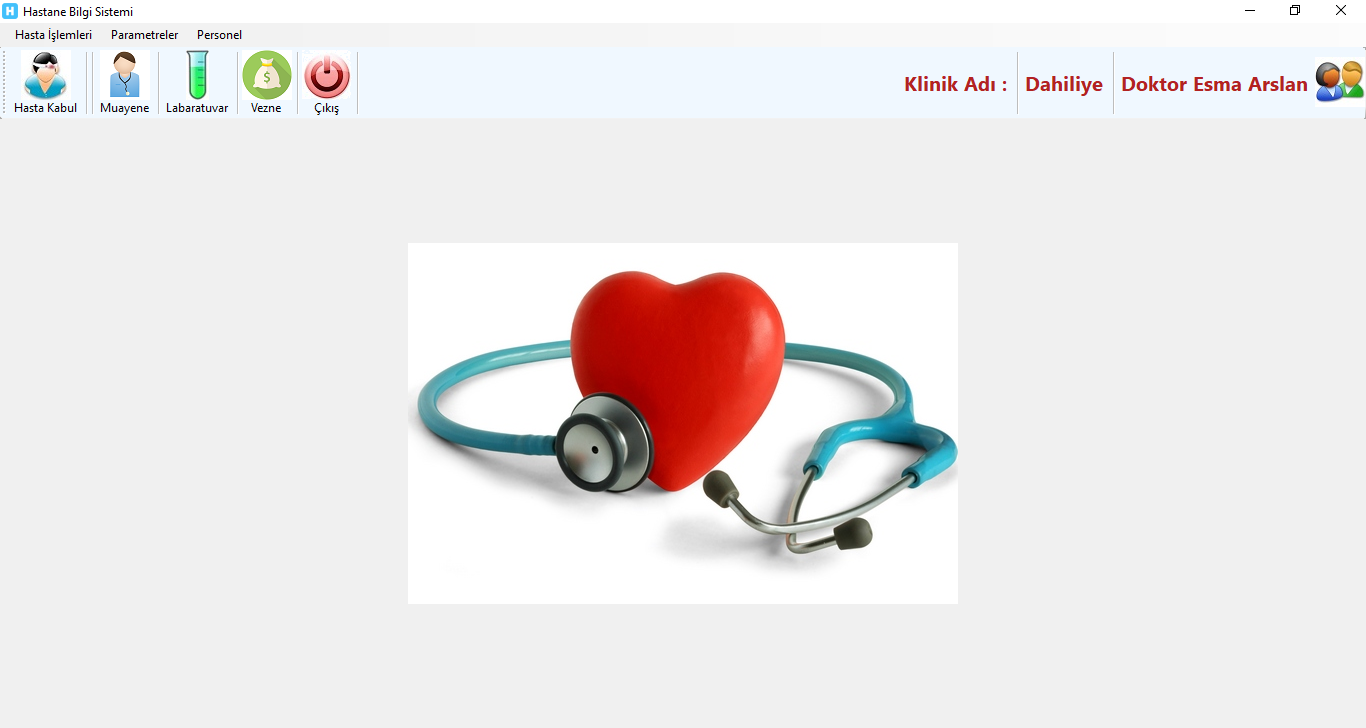 H Hastane Bilgi Sistemi
Hasta İşlemleri Parametreler Personel
Hasta Kabul Muayene Labaratuvar Vezne Çıkış
Klinik Adı : Dahiliye Doktor Esma Arslan